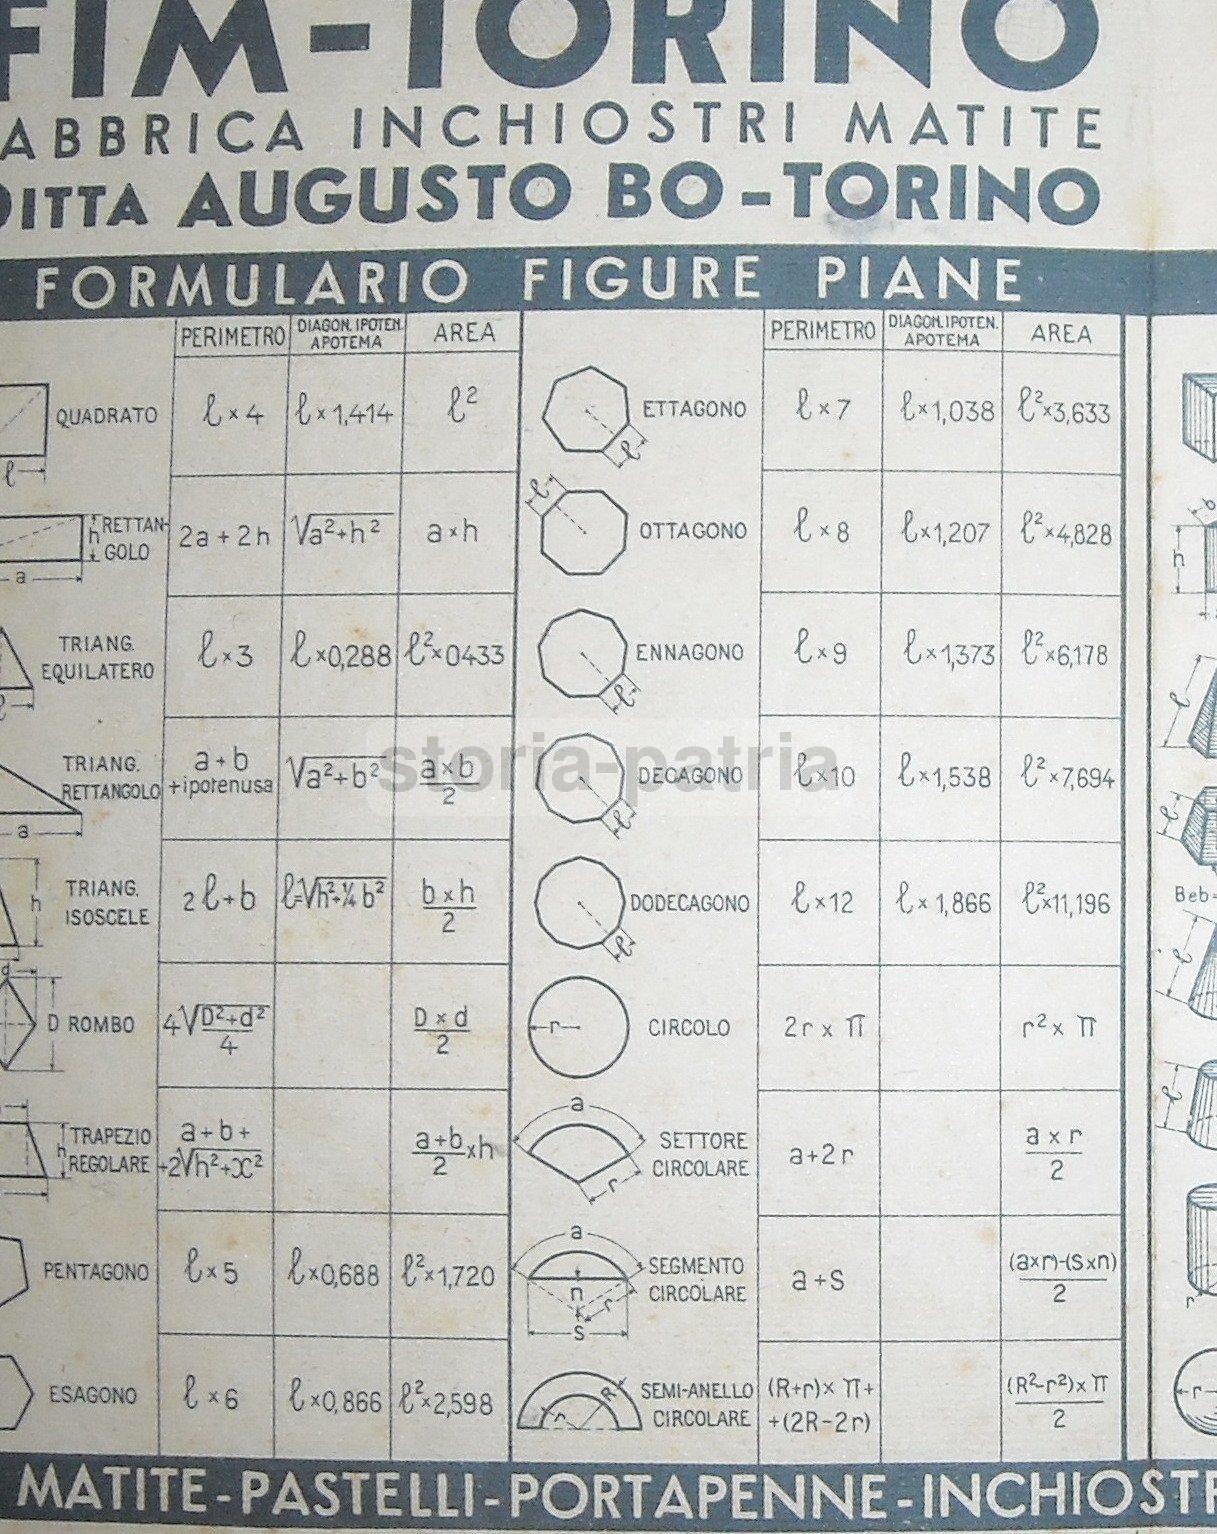 FIM-TORINO
ABBRICA INCHIOSTRI MATITE
DITTA AUGUSTO BO-TORINO
FORMULARIO FIGURE PIANE
PERIMETRO DIAGON. IPOTEN. APOTEMA AREA
QUADRATO ℓ×4 ℓ×1,414 ℓ²
ℓ
RETTAN-GOLO 2a+2h √a²+h² a×h
h
a
TRIANG. EQUILATERO ℓ×3 ℓ×0,288 ℓ²×0433
ℓ
TRIANG. RETTANGOLO a+b +ipotenusa √a²+b² a×b/2
a
TRIANG. ISOSCELE 2ℓ+b ℓ=√h²+¼b² b×h/2
h
d
D ROMBO 4√D²+d²/4 D×d/2
TRAPEZIO REGOLARE a+b+ +2√h²+x² a+b/2×h
h
PENTAGONO ℓ×5 ℓ×0,688 ℓ²×1,720
ESAGONO ℓ×6 ℓ×0,866 ℓ²×2,598
PERIMETRO DIAGON. IPOTEN. APOTEMA AREA
ETTAGONO ℓ×7 ℓ×1,038 ℓ²×3,633
ℓ
ℓ
OTTAGONO ℓ×8 ℓ×1,207 ℓ²×4,828
ENNAGONO ℓ×9 ℓ×1,373 ℓ²×6,178
ℓ
DECAGONO ℓ×10 ℓ×1,538 ℓ²×7,694
ℓ
DODECAGONO ℓ×12 ℓ×1,866 ℓ²×11,196
ℓ
r CIRCOLO 2r×π r²×π
a
SETTORE CIRCOLARE a+2r a×r/2
r
a
SEGMENTO CIRCOLARE a+S (a×r)-(S×n)/2
n
r
S
SEMI-ANELLO CIRCOLARE (R+r)×π+ +(2R-2r) (R²-r²)×π/2
R
r
b
h
ℓ
ℓ
Beb=
ℓ
ℓ
r
r
MATITE-PASTELLI-PORTAPENNE-INCHIOSTR
storia-patria